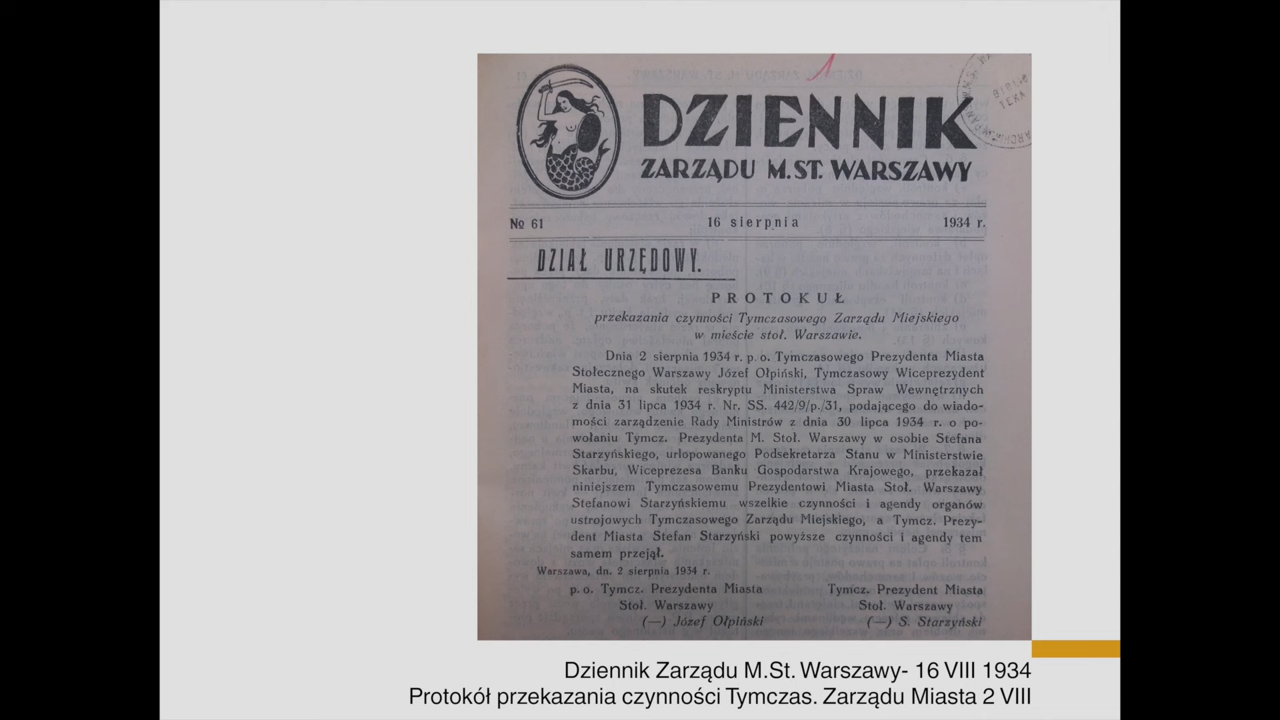 DZIENNIK
ZARZĄDU M.ST. WARSZAWY
№ 61 16 sierpnia 1934 r.
DZIAŁ URZĘDOWY.
PROTOKUŁ
przekazania czynności Tymczasowego Zarządu Miejskiego
w mieście stoł. Warszawie.
Dnia 2 sierpnia 1934 r. p. o. Tymczasowego Prezydenta Miasta
Stołecznego Warszawy Józef Ołpiński, Tymczasowy Wiceprezydent
Miasta, na skutek reskryptu Ministerstwa Spraw Wewnętrznych
z dnia 31 lipca 1934 r. Nr. SS. 442/9/p./31, podającego do wiado-
mości zarządzenie Rady Ministrów z dnia 30 lipca 1934 r. o po-
wołaniu Tymcz. Prezydenta M. Stoł. Warszawy w osobie Stefana
Starzyńskiego, urlopowanego Podsekretarza Stanu w Ministerstwie
Skarbu, Wiceprezesa Banku Gospodarstwa Krajowego, przekazał
niniejszem Tymczasowemu Prezydentowi Miasta Stoł. Warszawy
Stefanowi Starzyńskiemu wszelkie czynności i agendy organów
ustrojowych Tymczasowego Zarządu Miejskiego, a Tymcz. Prezy-
dent Miasta Stefan Starzyński powyższe czynności i agendy tem
samem przejął.
Warszawa, dn. 2 sierpnia 1934 r.
p. o. Tymcz. Prezydenta Miasta Tymcz. Prezydent Miasta
Stoł. Warszawy Stoł. Warszawy
(—) Józef Ołpiński (—) S. Starzyński
Dziennik Zarządu M.St. Warszawy- 16 VIII 1934
Protokół przekazania czynności Tymczas. Zarządu Miasta 2 VIII